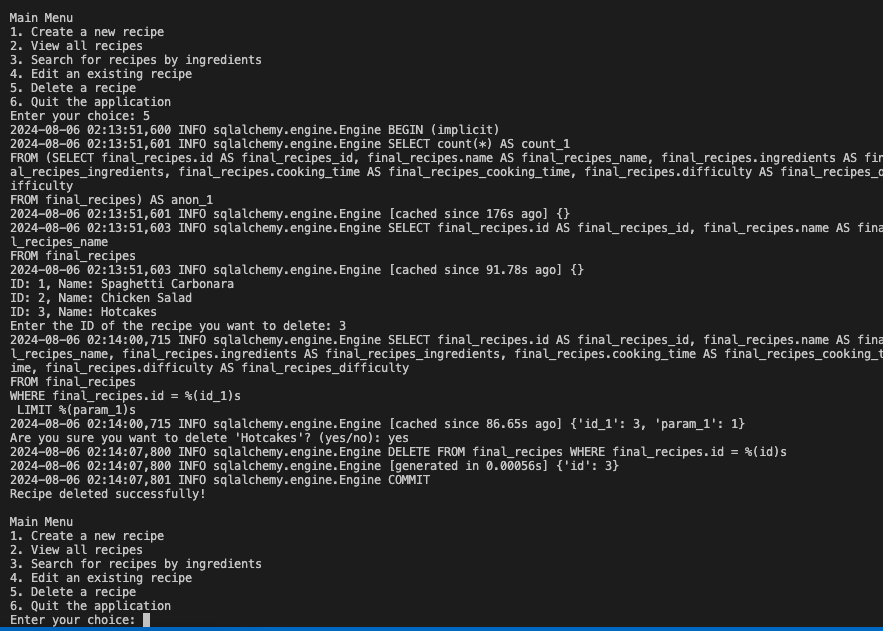 Main Menu
1. Create a new recipe
2. View all recipes
3. Search for recipes by ingredients
4. Edit an existing recipe
5. Delete a recipe
6. Quit the application
Enter your choice: 5
2024-08-06 02:13:51,600 INFO sqlalchemy.engine.Engine BEGIN (implicit)
2024-08-06 02:13:51,601 INFO sqlalchemy.engine.Engine SELECT count(*) AS count_1
FROM (SELECT final_recipes.id AS final_recipes_id, final_recipes.name AS final_recipes_name, final_recipes.ingredients AS fin
al_recipes_ingredients, final_recipes.cooking_time AS final_recipes_cooking_time, final_recipes.difficulty AS final_recipes_d
ifficulty
FROM final_recipes) AS anon_1
2024-08-06 02:13:51,601 INFO sqlalchemy.engine.Engine [cached since 176s ago] {}
2024-08-06 02:13:51,603 INFO sqlalchemy.engine.Engine SELECT final_recipes.id AS final_recipes_id, final_recipes.name AS fina
l_recipes_name
FROM final_recipes
2024-08-06 02:13:51,603 INFO sqlalchemy.engine.Engine [cached since 91.78s ago] {}
ID: 1, Name: Spaghetti Carbonara
ID: 2, Name: Chicken Salad
ID: 3, Name: Hotcakes
Enter the ID of the recipe you want to delete: 3
2024-08-06 02:14:00,715 INFO sqlalchemy.engine.Engine SELECT final_recipes.id AS final_recipes_id, final_recipes.name AS fina
l_recipes_name, final_recipes.ingredients AS final_recipes_ingredients, final_recipes.cooking_time AS final_recipes_cooking_t
ime, final_recipes.difficulty AS final_recipes_difficulty
FROM final_recipes
WHERE final_recipes.id = %(id_1)s
 LIMIT %(param_1)s
2024-08-06 02:14:00,715 INFO sqlalchemy.engine.Engine [cached since 86.65s ago] {'id_1': 3, 'param_1': 1}
Are you sure you want to delete 'Hotcakes'? (yes/no): yes
2024-08-06 02:14:07,800 INFO sqlalchemy.engine.Engine DELETE FROM final_recipes WHERE final_recipes.id = %(id)s
2024-08-06 02:14:07,800 INFO sqlalchemy.engine.Engine [generated in 0.00056s] {'id': 3}
2024-08-06 02:14:07,801 INFO sqlalchemy.engine.Engine COMMIT
Recipe deleted successfully!
Main Menu
1. Create a new recipe
2. View all recipes
3. Search for recipes by ingredients
4. Edit an existing recipe
5. Delete a recipe
6. Quit the application
Enter your choice: